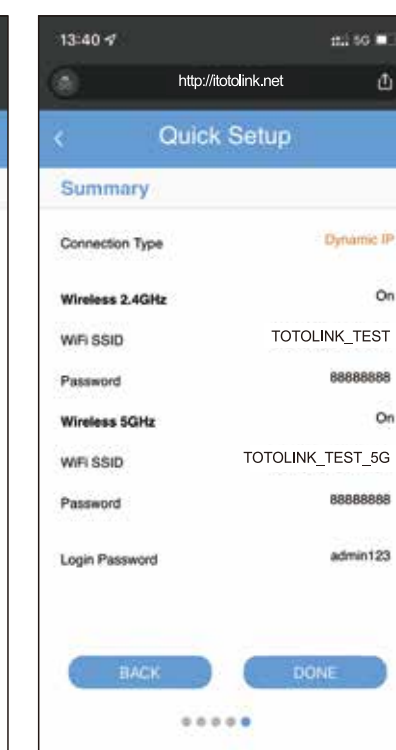 13:40
5G
http://itotolink.net
Quick Setup
Summary
Connection Type Dynamic IP
Wireless 2.4GHz On
WiFi SSID TOTOLINK_TEST
Password 88888888
Wireless 5GHz On
WiFi SSID TOTOLINK_TEST_5G
Password 88888888
Login Password admin123
BACK DONE